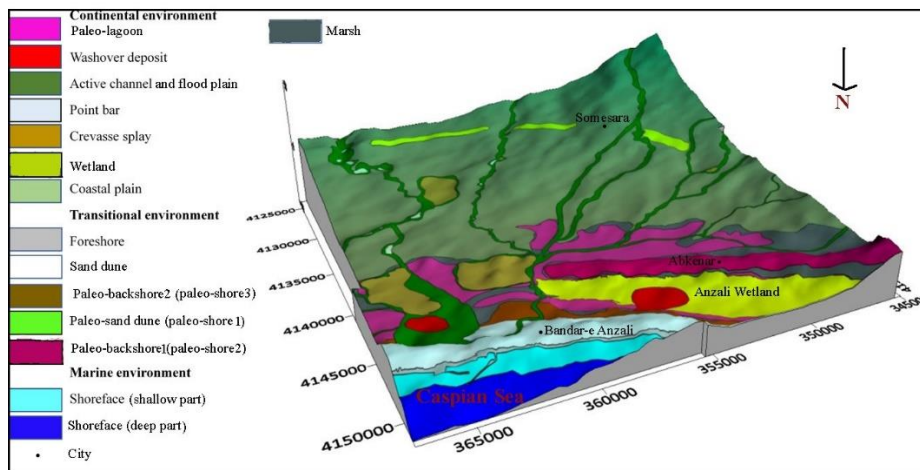 Continental environment
Paleo-lagoon
Washover deposit
Active channel and flood plain
Point bar
Crevasse splay
Wetland
Coastal plain
Transitional environment
Foreshore
Sand dune
Paleo-backshore2 (paleo-shore3)
Paleo-sand dune (paleo-shore1)
Paleo-backshore1(paleo-shore2)
Marine environment
Shoreface (shallow part)
Shoreface (deep part)
City
Marsh
N
Somesara
Abkenar
Anzali Wetland
Bandar-e Anzali
Caspian Sea
4125000
4130000
4135000
4140000
4145000
4150000
365000
360000
355000
350000